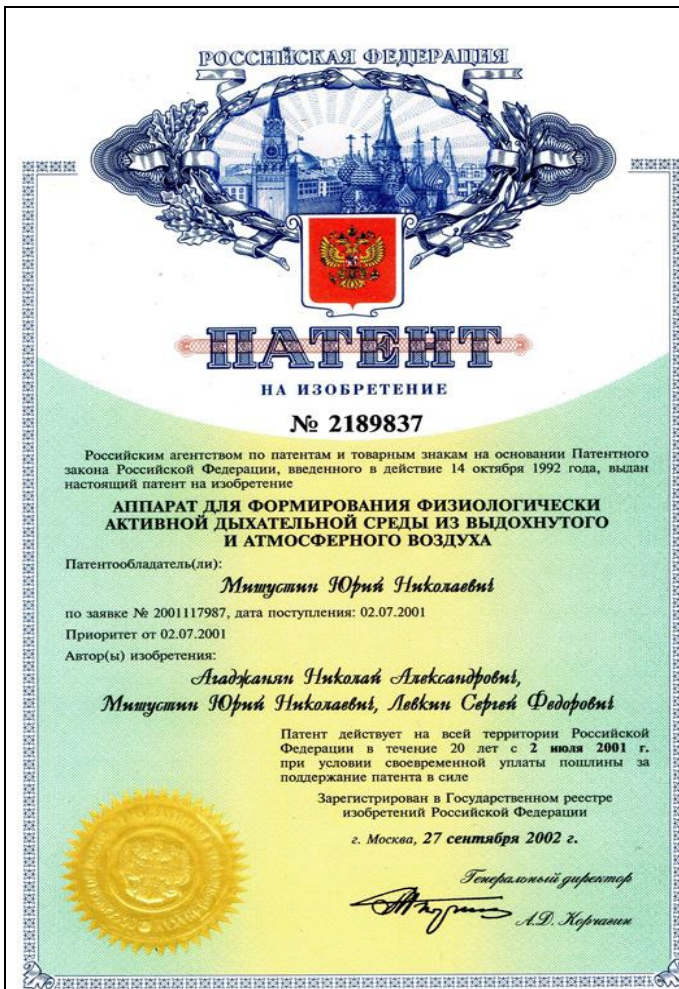 РОССИЙСКАЯ ФЕДЕРАЦИЯ
ПАТЕНТ
НА ИЗОБРЕТЕНИЕ
№ 2189837
Российским агентством по патентам и товарным знакам на основании Патентного
закона Российской Федерации, введенного в действие 14 октября 1992 года, выдан
настоящий патент на изобретение
АППАРАТ ДЛЯ ФОРМИРОВАНИЯ ФИЗИОЛОГИЧЕСКИ
АКТИВНОЙ ДЫХАТЕЛЬНОЙ СРЕДЫ ИЗ ВЫДОХНУТОГО
И АТМОСФЕРНОГО ВОЗДУХА
Патентообладатель(ли):
Мишустин Юрий Николаевич
по заявке № 2001117987, дата поступления: 02.07.2001
Приоритет от 02.07.2001
Автор(ы) изобретения:
Агаджанян Николай Александрович,
Мишустин Юрий Николаевич, Левкин Сергей Федорович
Патент действует на всей территории Российской
Федерации в течение 20 лет с 2 июля 2001 г.
при условии своевременной уплаты пошлины за
поддержание патента в силе
Зарегистрирован в Государственном реестре
изобретений Российской Федерации
г. Москва, 27 сентября 2002 г.
Генеральный директор
А.Д. Корчагин